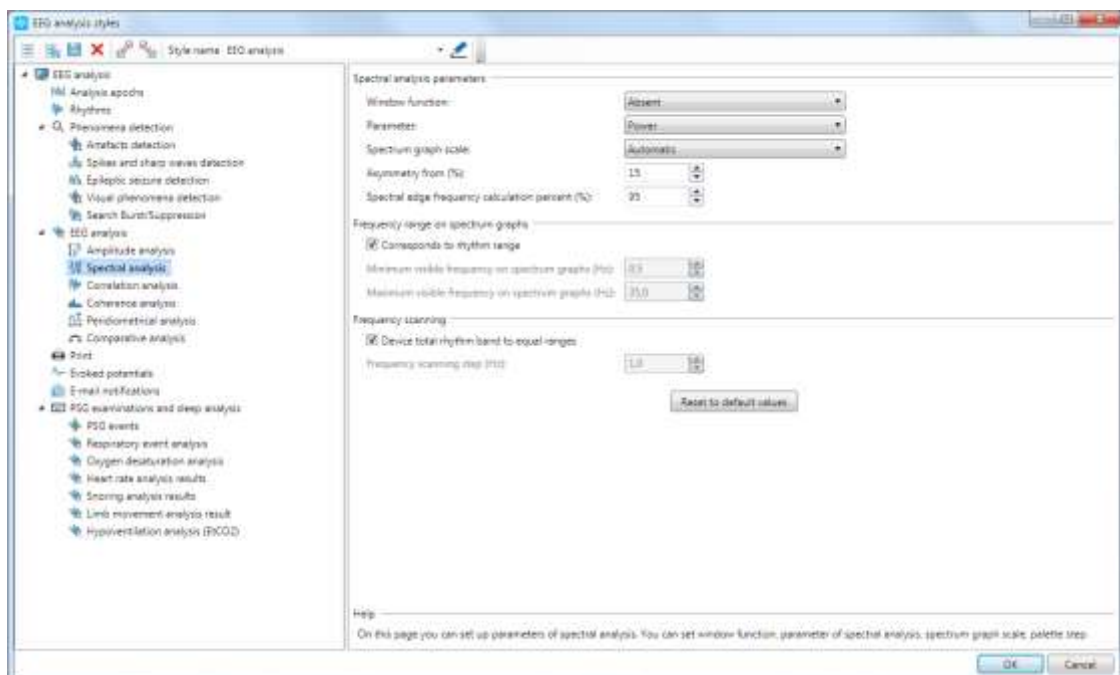 EEG analysis styles
Style name EEG analysis
EEG analysis
Analysis epochs
Rhythms
Phenomena detection
Artefacts detection
Spikes and sharp waves detection
Epileptic seizure detection
Visual phenomena detection
Search Burst/Suppression
EEG analysis
Amplitude analysis
Spectral analysis
Correlation analysis
Coherence analysis
Periodometrical analysis
Comparative analysis
Print
Evoked potentials
E-mail notifications
PSG examinations and sleep analysis
PSG events
Respiratory event analysis
Oxygen desaturation analysis
Heart rate analysis results
Snoring analysis results
Limb movement analysis result
Hypoventilation analysis (EtCO2)
Spectral analysis parameters
Window function: Absent
Parameter: Power
Spectrum graph scale: Automatic
Asymmetry from (%): 15
Spectral edge frequency calculation percent (%): 95
Frequency range on spectrum graphs
Corresponds to rhythm range
Minimum visible frequency on spectrum graphs (Hz): 0,5
Maximum visible frequency on spectrum graphs (Hz): 35,0
Frequency scanning
Device total rhythm band to equal ranges
Frequency scanning step (Hz): 1,0
Reset to default values
Help
On this page you can set up parameters of spectral analysis. You can set window function, parameter of spectral analysis, spectrum graph scale, palette step.
OK Cancel